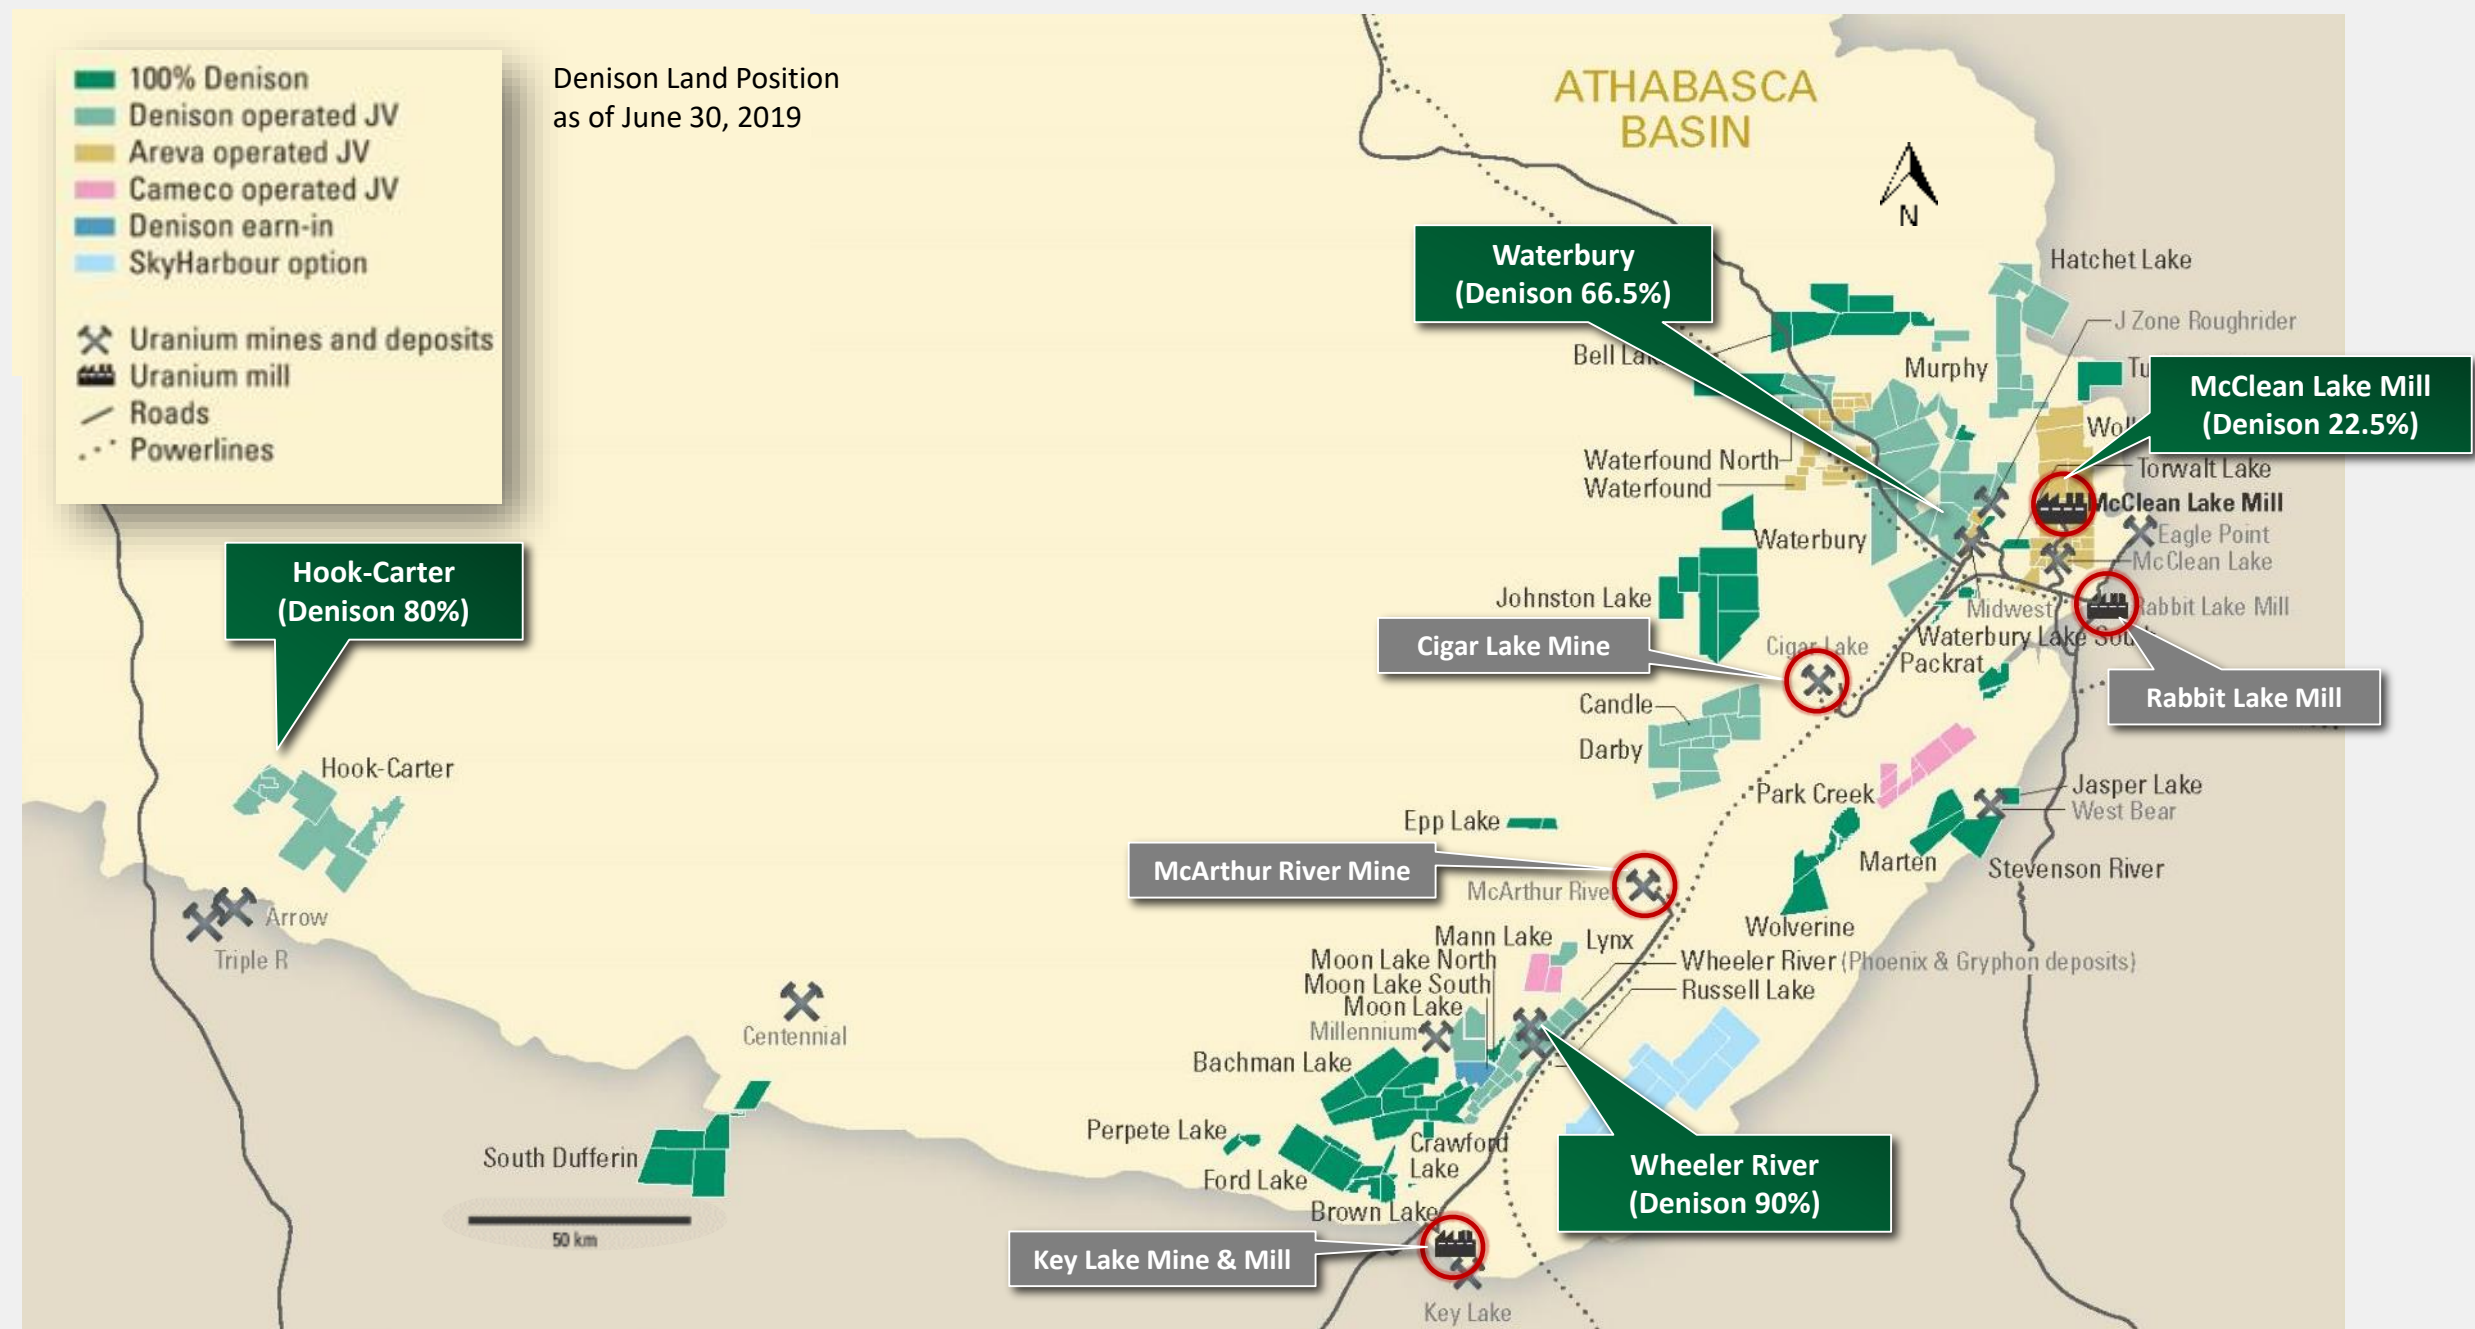 100% Denison
Denison operated JV
Areva operated JV
Cameco operated JV
Denison earn-in
SkyHarbour option
Uranium mines and deposits
Uranium mill
Roads
Powerlines
Denison Land Position
as of June 30, 2019
ATHABASCA
BASIN
N
Waterbury
(Denison 66.5%)
Hatchet Lake
J Zone Roughrider
Bell
Murphy
McClean Lake Mill
(Denison 22.5%)
Waterfound North
Waterfound
Torwalt Lake
McClean Lake Mill
Eagle Point
McClean Lake
Waterbury
Hook-Carter
(Denison 80%)
Johnston Lake
Midwest
Rabbit Lake Mill
Cigar Lake Mine
Cigar Lake
Waterbury Lake South
Packrat
Rabbit Lake Mill
Candle
Darby
Hook-Carter
Park Creek
Jasper Lake
West Bear
Epp Lake
Marten
Stevenson River
McArthur River Mine
McArthur River
Arrow
Triple R
Wolverine
Mann Lake
Lynx
Moon Lake North
Wheeler River (Phoenix & Gryphon deposits)
Moon Lake South
Russell Lake
Moon Lake
Millennium
Centennial
Bachman Lake
Perpete Lake
Crawford
Lake
South Dufferin
Ford Lake
Wheeler River
(Denison 90%)
Brown Lake
50 km
Key Lake Mine & Mill
Key Lake